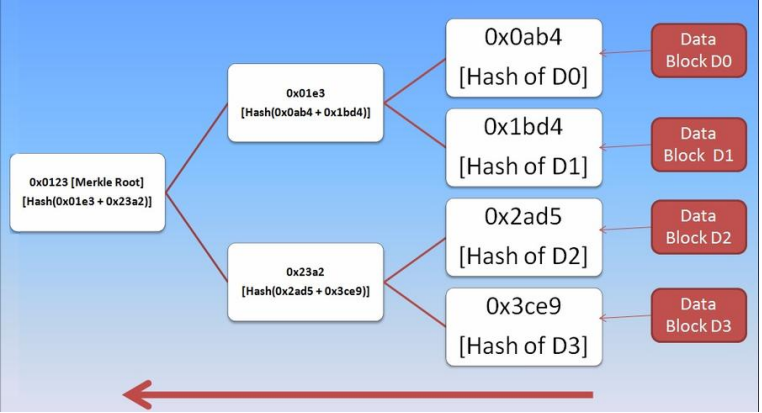 0x0123 [Merkle Root]
[Hash(0x01e3 + 0x23a2)]
0x01e3
[Hash(0x0ab4 + 0x1bd4)]
0x23a2
[Hash(0x2ad5 + 0x3ce9)]
0x0ab4
[Hash of D0]
0x1bd4
[Hash of D1]
0x2ad5
[Hash of D2]
0x3ce9
[Hash of D3]
Data
Block D0
Data
Block D1
Data
Block D2
Data
Block D3